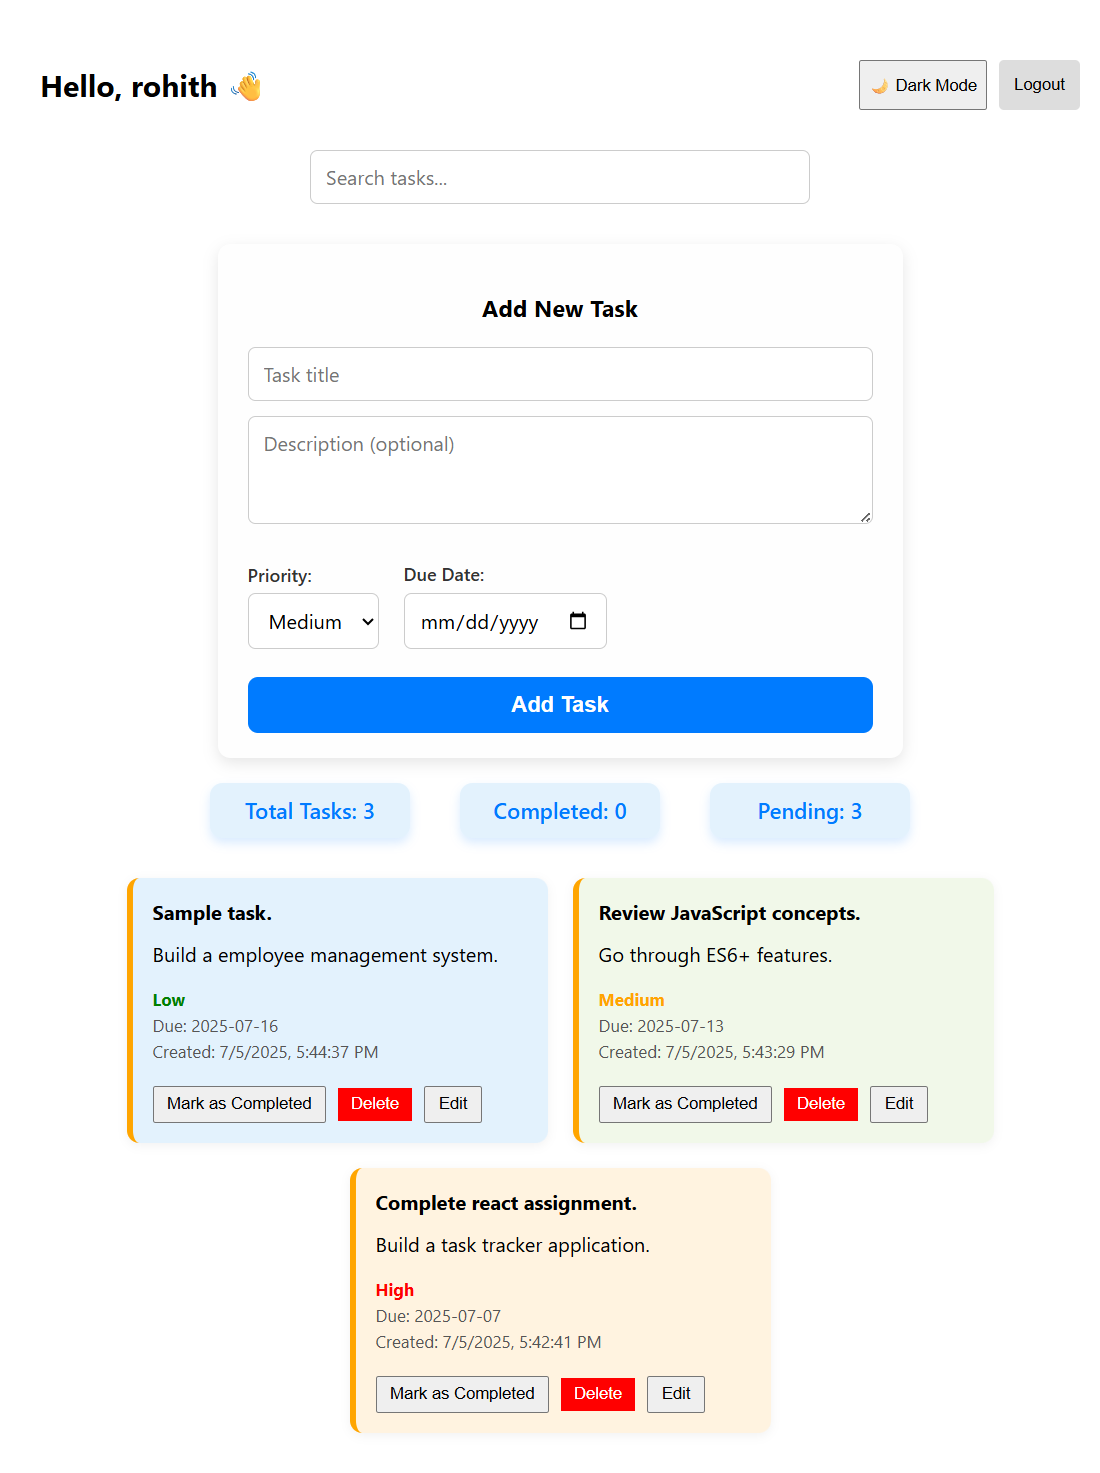 Hello, rohith 👋
🌙 Dark Mode
Logout
Search tasks...
Add New Task
Task title
Description (optional)
Priority:
Due Date:
Medium
mm/dd/yyyy
Add Task
Total Tasks: 3
Completed: 0
Pending: 3
Sample task.
Build a employee management system.
Low
Due: 2025-07-16
Created: 7/5/2025, 5:44:37 PM
Mark as Completed
Delete
Edit
Review JavaScript concepts.
Go through ES6+ features.
Medium
Due: 2025-07-13
Created: 7/5/2025, 5:43:29 PM
Mark as Completed
Delete
Edit
Complete react assignment.
Build a task tracker application.
High
Due: 2025-07-07
Created: 7/5/2025, 5:42:41 PM
Mark as Completed
Delete
Edit